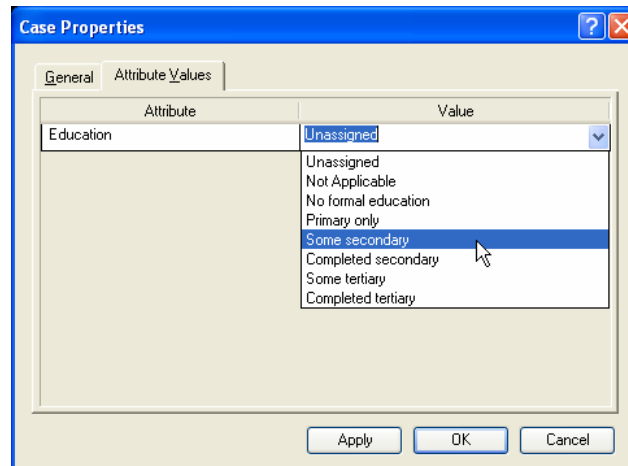 Case Properties
General Attribute Values
Attribute Value
Education Unassigned
Unassigned
Not Applicable
No formal education
Primary only
Some secondary
Completed secondary
Some tertiary
Completed tertiary
Apply OK Cancel